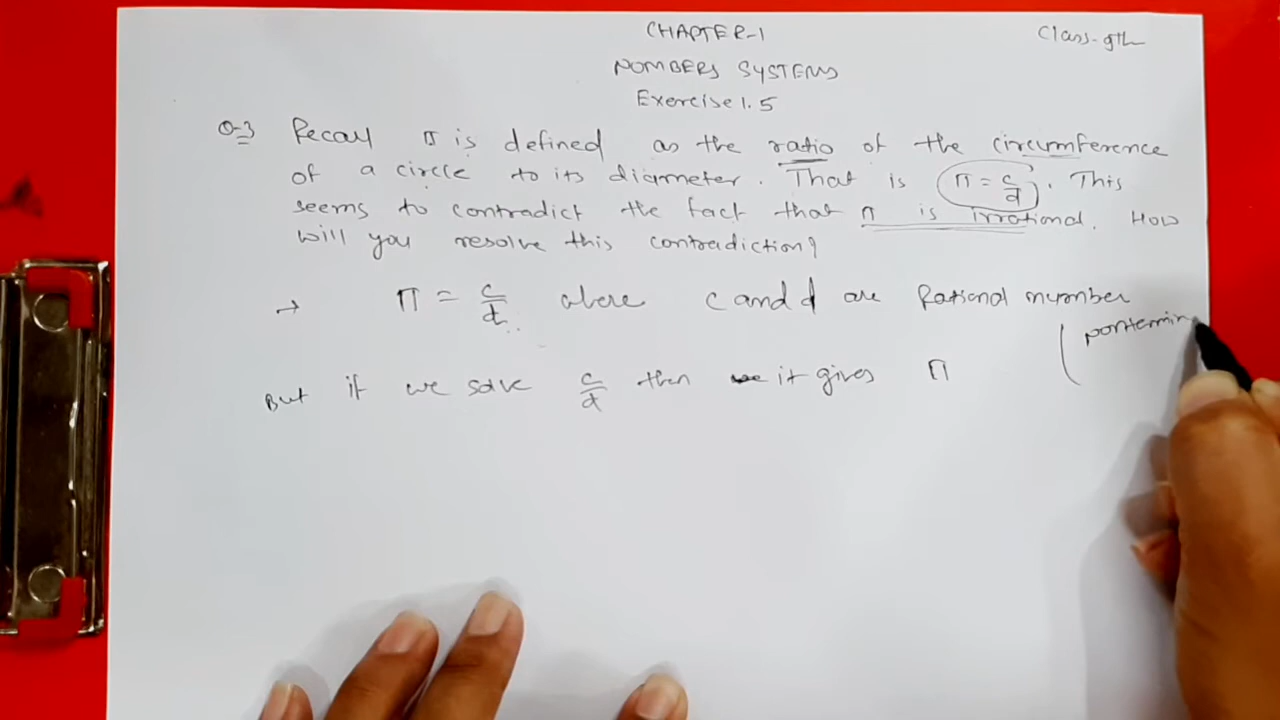 CHAPTER-1
Class-9th
NUMBERS SYSTEMS
Exercise 1.5
Q-3 Recall π is defined as the ratio of the circumference
of a circle to its diameter. That is π = c/d. This
seems to contradict the fact that π is irrational. How
will you resolve this contradiction?
→ π = c/d where c and d are Rational number
(nontermin
But if we solve c/d then it gives π